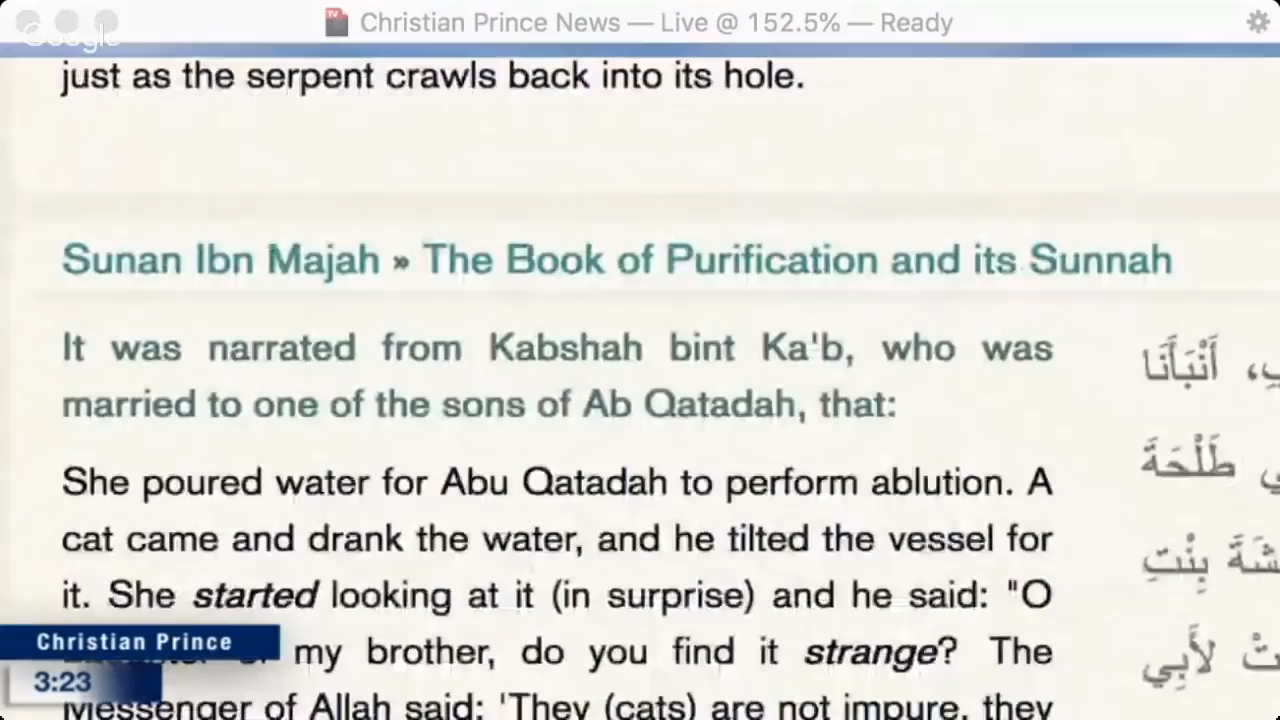 Christian Prince News — Live @ 152.5% — Ready
Google
just as the serpent crawls back into its hole.
Sunan Ibn Majah » The Book of Purification and its Sunnah
It was narrated from Kabshah bint Ka'b, who was
married to one of the sons of Ab Qatadah, that:
She poured water for Abu Qatadah to perform ablution. A
cat came and drank the water, and he tilted the vessel for
it. She started looking at it (in surprise) and he said: "O
my brother, do you find it strange? The
Messenger of Allah said: 'They (cats) are not impure, they
أَنْبَأَنَا
طَلْحَةَ
بِنْتِ
لأَبِي
Christian Prince
3:23